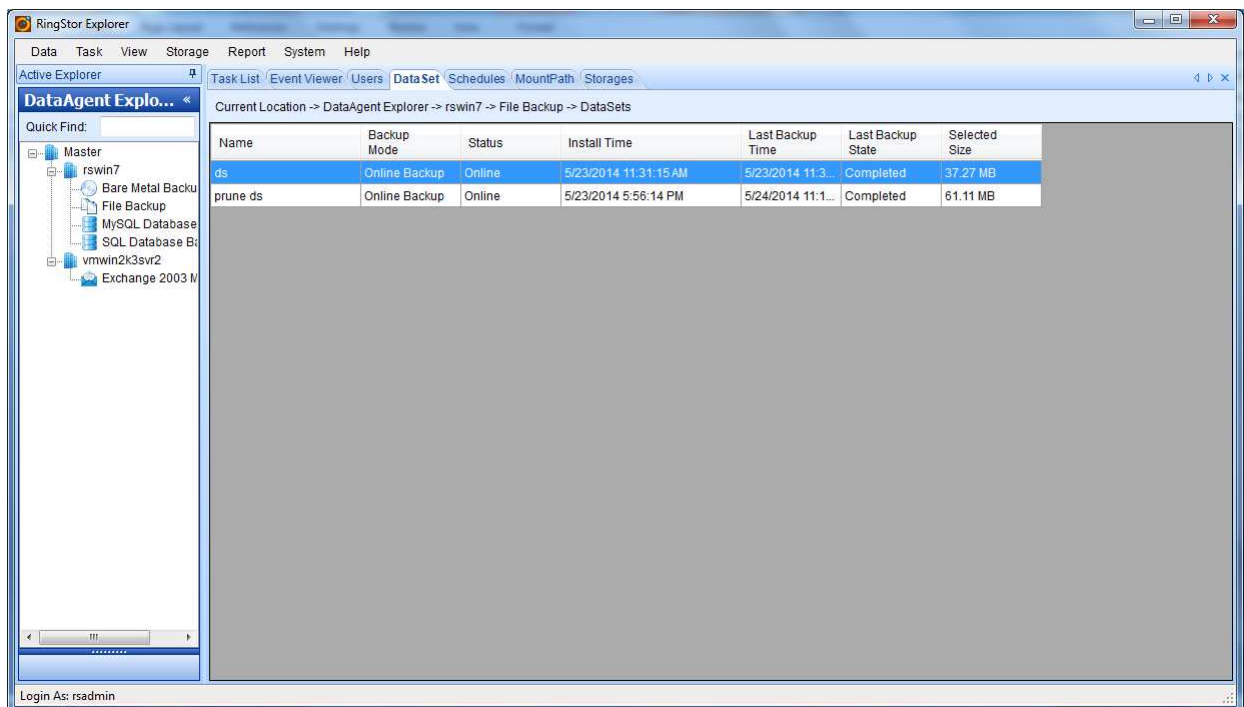 RingStor Explorer
Data Task View Storage Report System Help
Active Explorer
DataAgent Explo... «
Quick Find:
Master
rswin7
Bare Metal Backu
File Backup
MySQL Database
SQL Database Ba
vmwin2k3svr2
Exchange 2003 M
Task List Event Viewer Users DataSet Schedules MountPath Storages
Current Location -> DataAgent Explorer -> rswin7 -> File Backup -> DataSets
Name Backup Mode Status Install Time Last Backup Time Last Backup State Selected Size
ds Online Backup Online 5/23/2014 11:31:15 AM 5/23/2014 11:3... Completed 37.27 MB
prune ds Online Backup Online 5/23/2014 5:56:14 PM 5/24/2014 11:1... Completed 61.11 MB
Login As: rsadmin